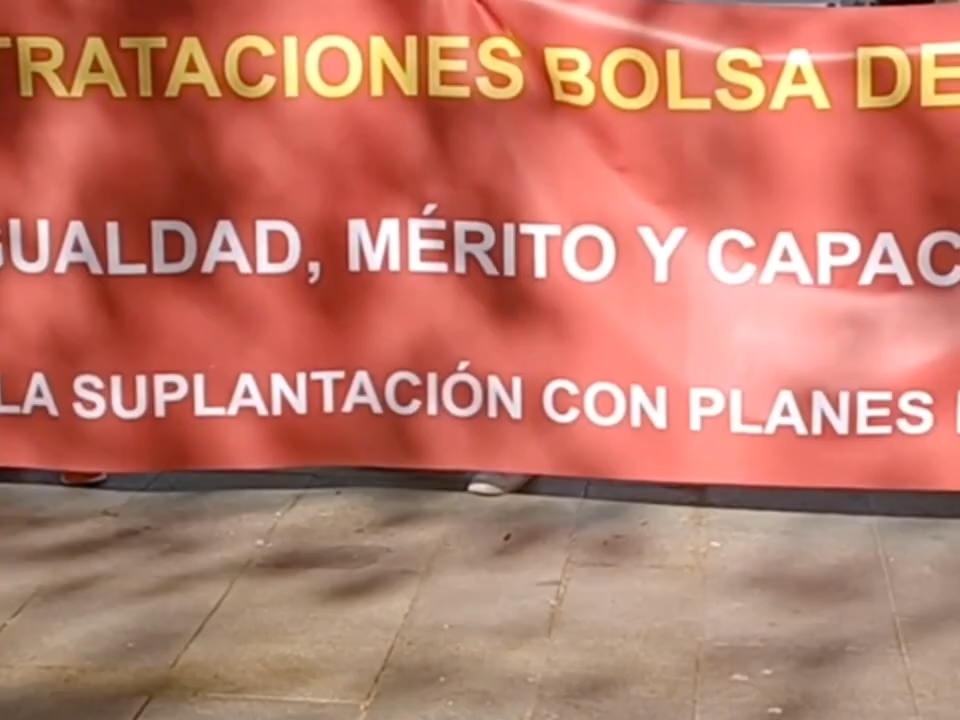 TRATACIONES BOLSA DE
GUALDAD, MÉRITO Y CAPAC
LA SUPLANTACIÓN CON PLANES